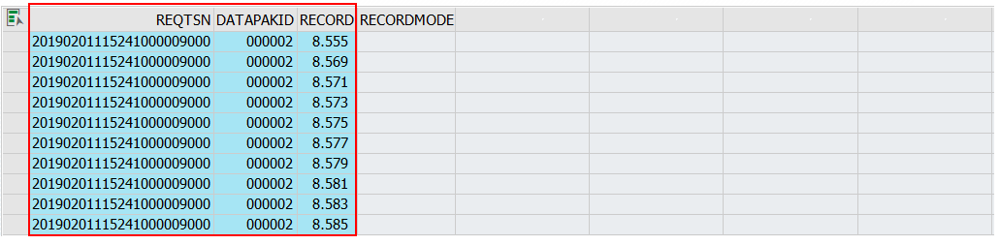 REQTSN DATAPAKID RECORD RECORDMODE
20190201115241000009000 000002 8.555
20190201115241000009000 000002 8.569
20190201115241000009000 000002 8.571
20190201115241000009000 000002 8.573
20190201115241000009000 000002 8.575
20190201115241000009000 000002 8.577
20190201115241000009000 000002 8.579
20190201115241000009000 000002 8.581
20190201115241000009000 000002 8.583
20190201115241000009000 000002 8.585